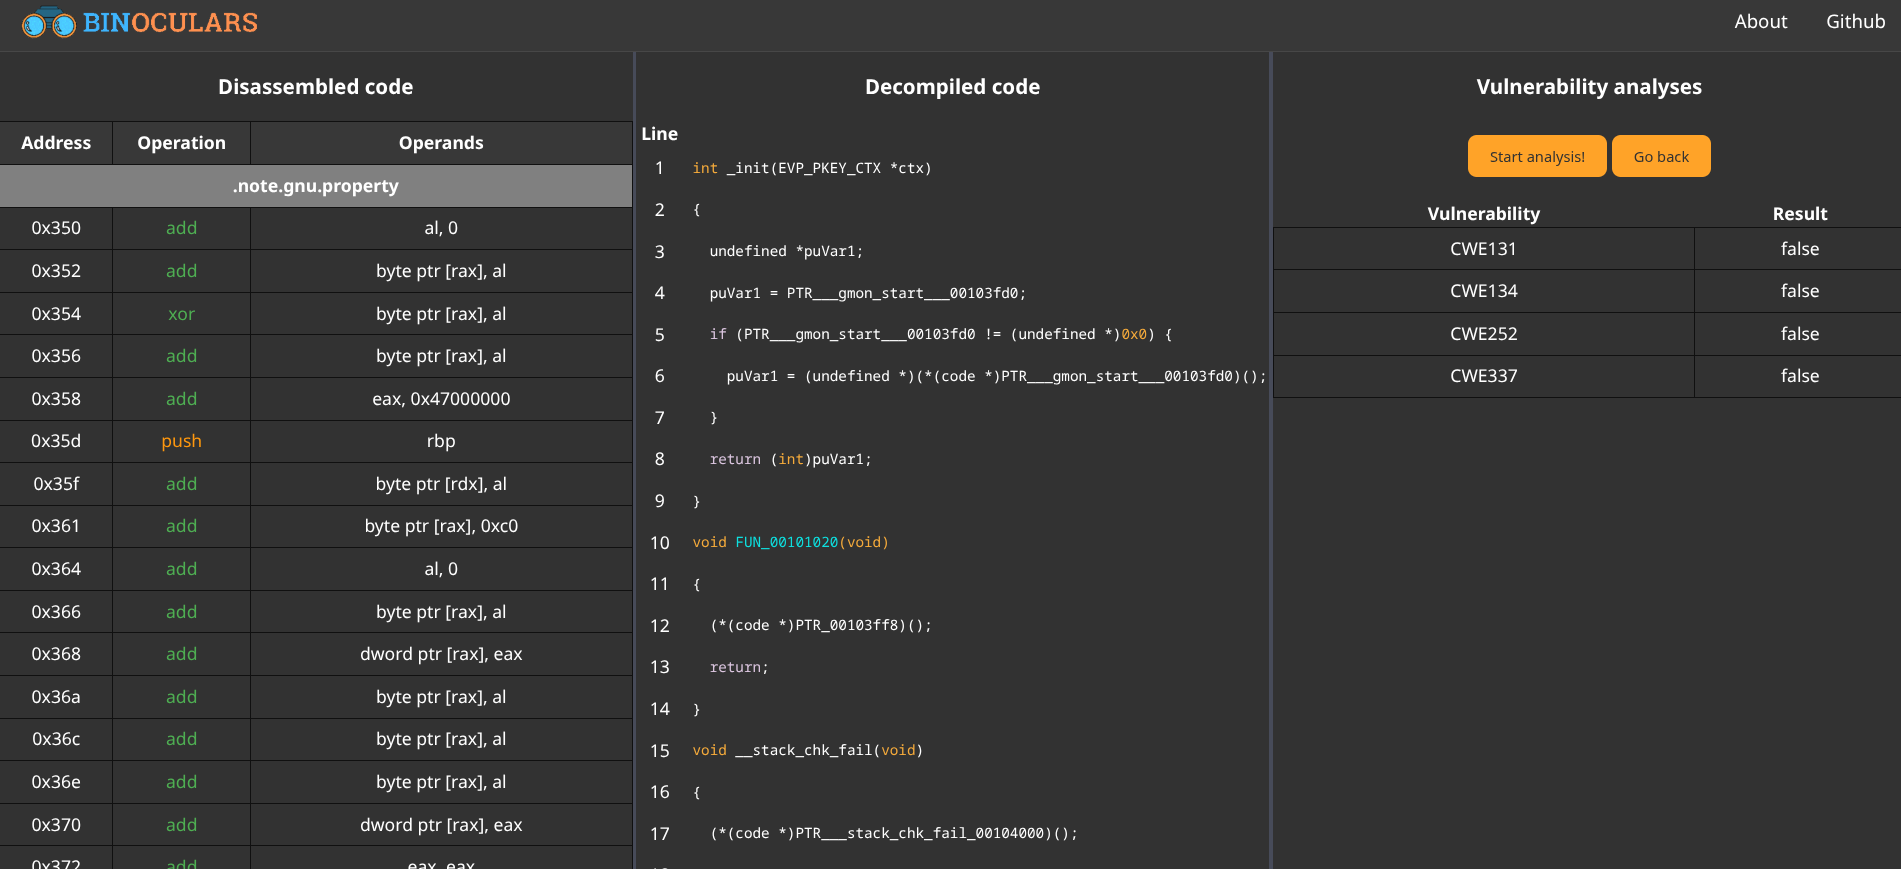 BINOCULARS
About Github
Disassembled code
Address Operation Operands
.note.gnu.property
0x350 add al, 0
0x352 add byte ptr [rax], al
0x354 xor byte ptr [rax], al
0x356 add byte ptr [rax], al
0x358 add eax, 0x47000000
0x35d push rbp
0x35f add byte ptr [rdx], al
0x361 add byte ptr [rax], 0xc0
0x364 add al, 0
0x366 add byte ptr [rax], al
0x368 add dword ptr [rax], eax
0x36a add byte ptr [rax], al
0x36c add byte ptr [rax], al
0x36e add byte ptr [rax], al
0x370 add dword ptr [rax], eax
0x372 add eax, eax
Decompiled code
Line
1 int _init(EVP_PKEY_CTX *ctx)
2 {
3 undefined *puVar1;
4 puVar1 = PTR___gmon_start___00103fd0;
5 if (PTR___gmon_start___00103fd0 != (undefined *)0x0) {
6 puVar1 = (undefined *)(*(code *)PTR___gmon_start___00103fd0)();
7 }
8 return (int)puVar1;
9 }
10 void FUN_00101020(void)
11 {
12 (*(code *)PTR_00103ff8)();
13 return;
14 }
15 void __stack_chk_fail(void)
16 {
17 (*(code *)PTR___stack_chk_fail_00104000)();
Vulnerability analyses
Start analysis! Go back
Vulnerability Result
CWE131 false
CWE134 false
CWE252 false
CWE337 false